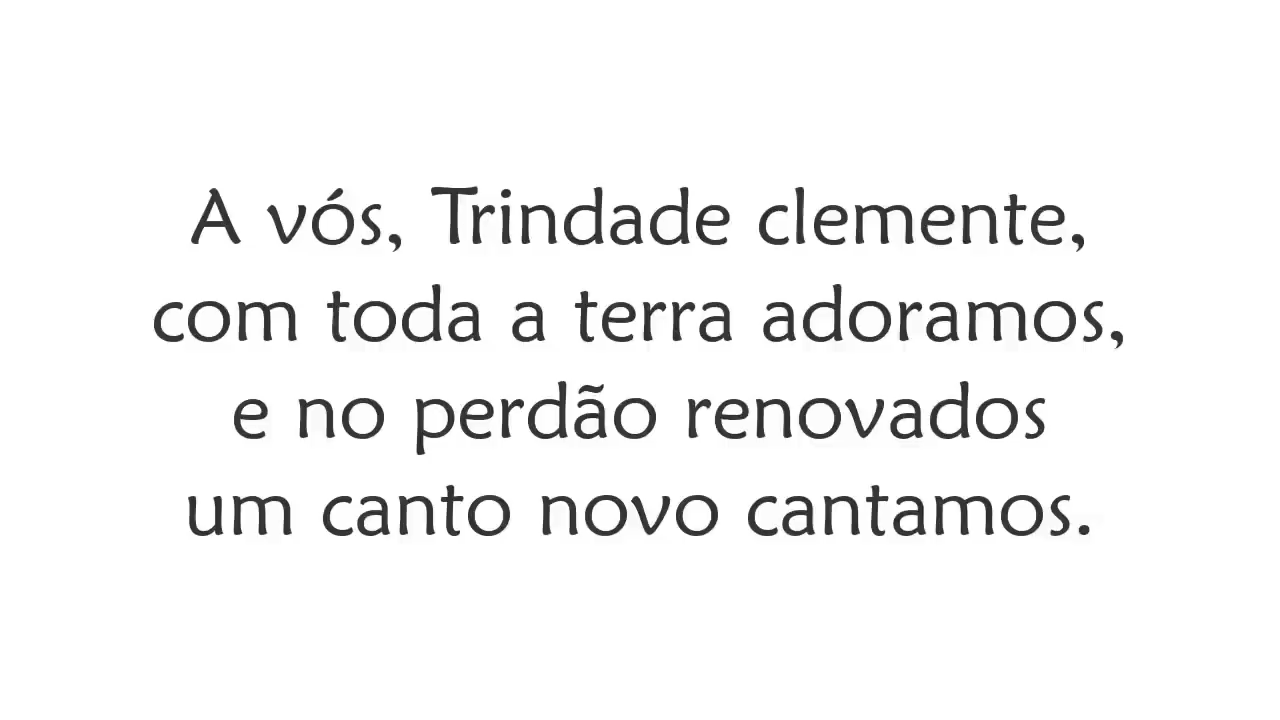 A vós, Trindade clemente,
com toda a terra adoramos,
e no perdão renovados
um canto novo cantamos.